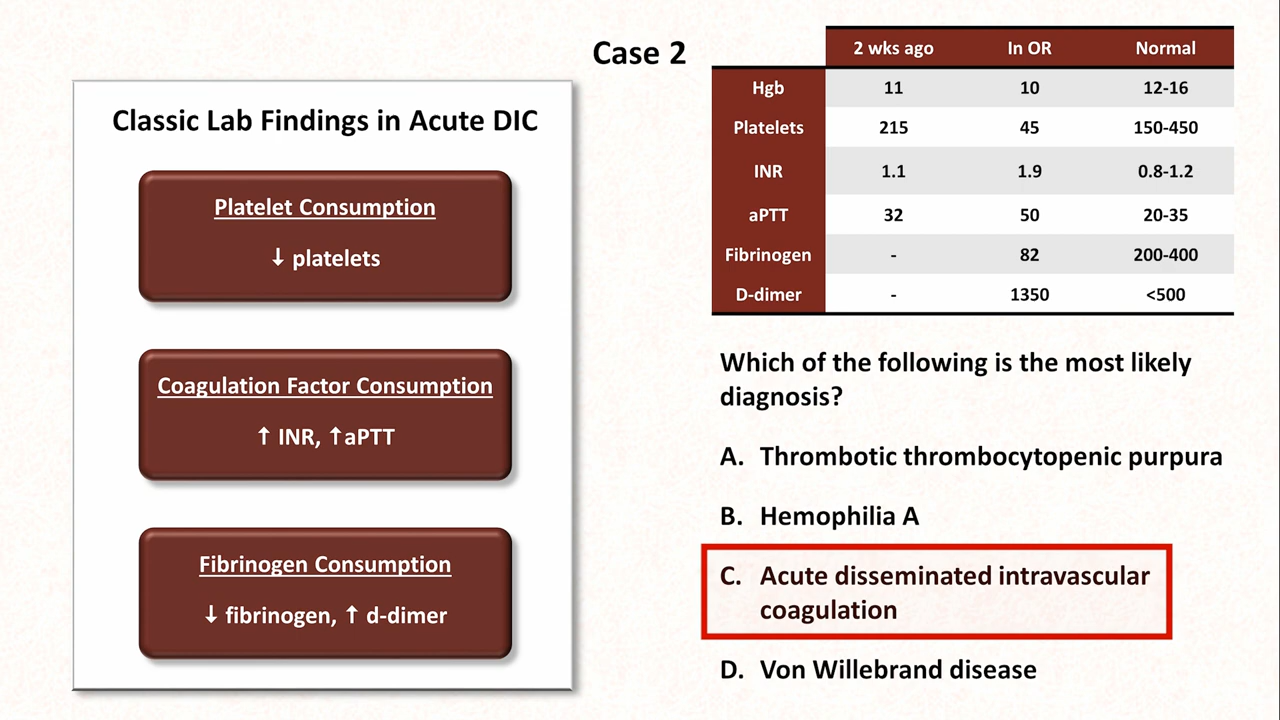 Case 2
Classic Lab Findings in Acute DIC
Platelet Consumption
↓ platelets
Coagulation Factor Consumption
↑ INR, ↑aPTT
Fibrinogen Consumption
↓ fibrinogen, ↑ d-dimer
2 wks ago In OR Normal
Hgb 11 10 12-16
Platelets 215 45 150-450
INR 1.1 1.9 0.8-1.2
aPTT 32 50 20-35
Fibrinogen - 82 200-400
D-dimer - 1350 <500
Which of the following is the most likely
diagnosis?
A. Thrombotic thrombocytopenic purpura
B. Hemophilia A
C. Acute disseminated intravascular
coagulation
D. Von Willebrand disease